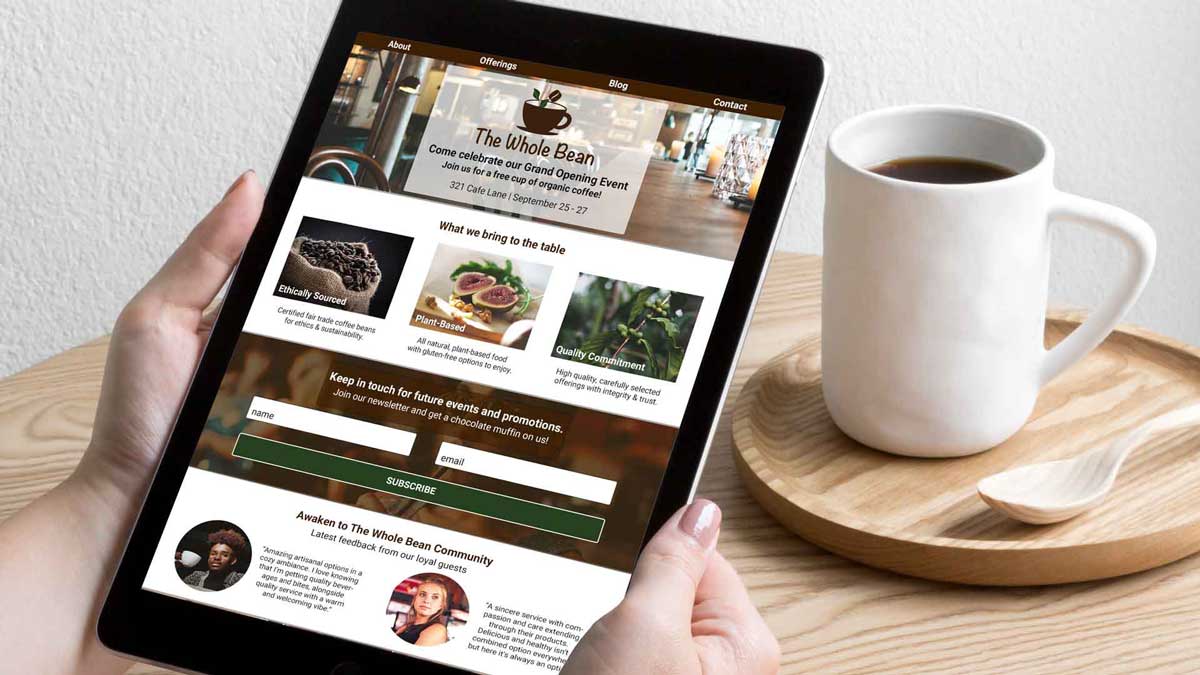 About
Offerings
Blog
Contact
The Whole Bean
Come celebrate our Grand Opening Event
Join us for a free cup of organic coffee!
321 Cafe Lane | September 25 - 27
What we bring to the table
Ethically Sourced
Certified fair trade coffee beans
for ethics & sustainability.
Plant-Based
All natural, plant-based food
with gluten-free options to enjoy.
Quality Commitment
High quality, carefully selected
offerings with integrity & trust.
Keep in touch for future events and promotions.
Join our newsletter and get a chocolate muffin on us!
name
email
SUBSCRIBE
Awaken to The Whole Bean Community
Latest feedback from our loyal guests
"Amazing artisanal options in a
cozy ambiance. I love knowing
that I'm getting quality bever-
ages and bites, alongside
quality service with a warm
and welcoming vibe."
"A sincere service with com-
passion and care extending
through their products.
Delicious and healthy isn't
combined option
but here it's always an